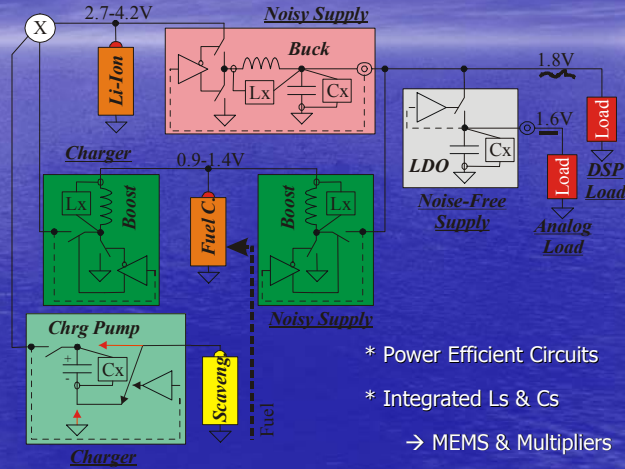 X
2.7-4.2V
Noisy Supply
Buck
Li-Ion
Lx
Cx
1.8V
Load
DSP
Load
1.6V
Cx
LDO
Load
Noise-Free
Supply
Analog
Load
Charger
0.9-1.4V
Lx
Boost
Fuel C.
Boost
Lx
Noisy Supply
Chrg Pump
+
-
Cx
Scaveng
Fuel
Charger
* Power Efficient Circuits
* Integrated Ls & Cs
→ MEMS & Multipliers